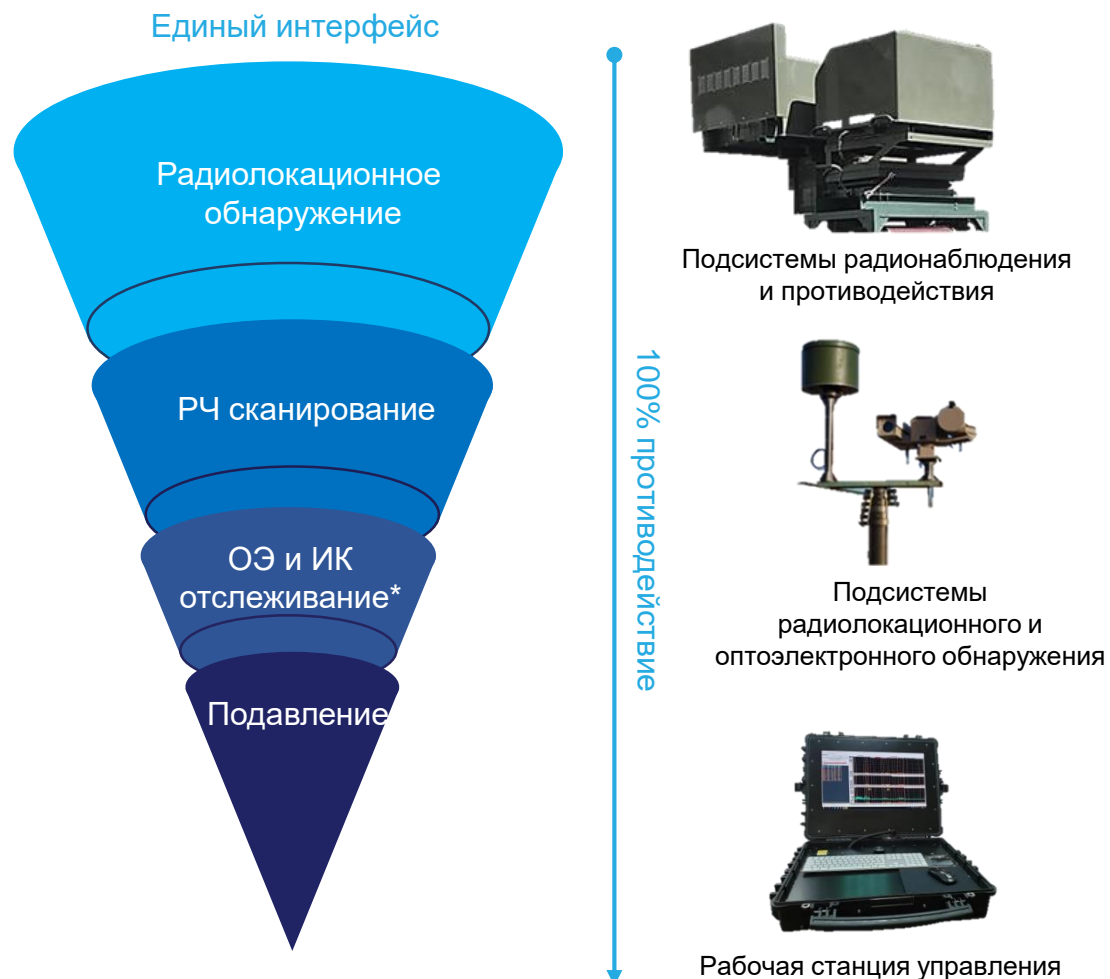 Единый интерфейс
Радиолокационное
обнаружение
РЧ сканирование
ОЭ и ИК
отслеживание*
Подавление
100% противодействие
Подсистемы радионаблюдения
и противодействия
Подсистемы
радиолокационного и
оптоэлектронного обнаружения
Рабочая станция управления